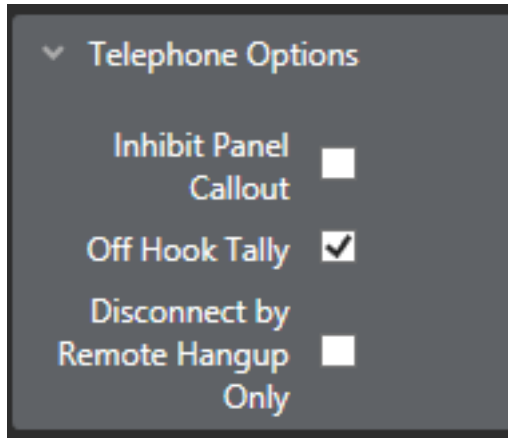 Telephone Options
Inhibit Panel
Callout
Off Hook Tally
Disconnect by
Remote Hangup
Only